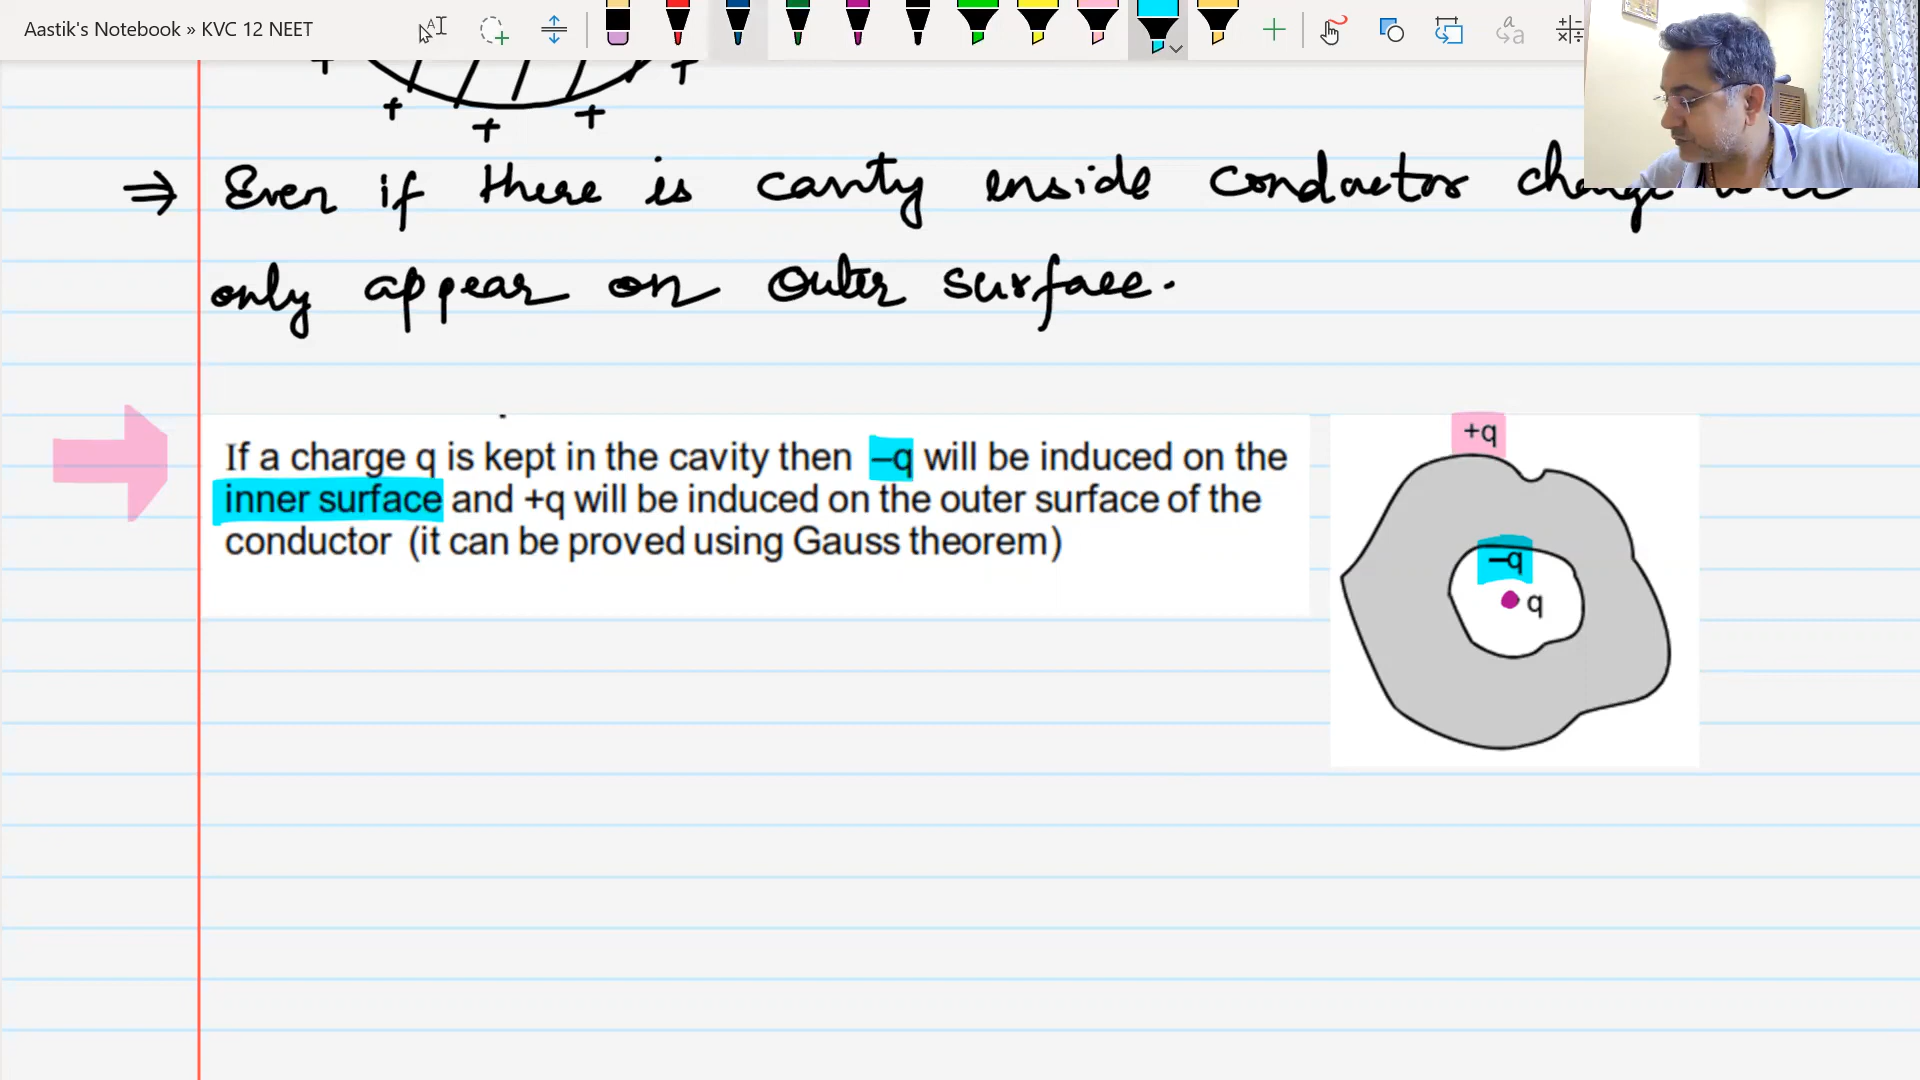 Aastik's Notebook » KVC 12 NEET
+ +
+ + +
⇒ Even if there is cavity inside conductor charge will
only appear on outer surface.
+q
If a charge q is kept in the cavity then –q will be induced on the
inner surface and +q will be induced on the outer surface of the
conductor (it can be proved using Gauss theorem)
–q
q